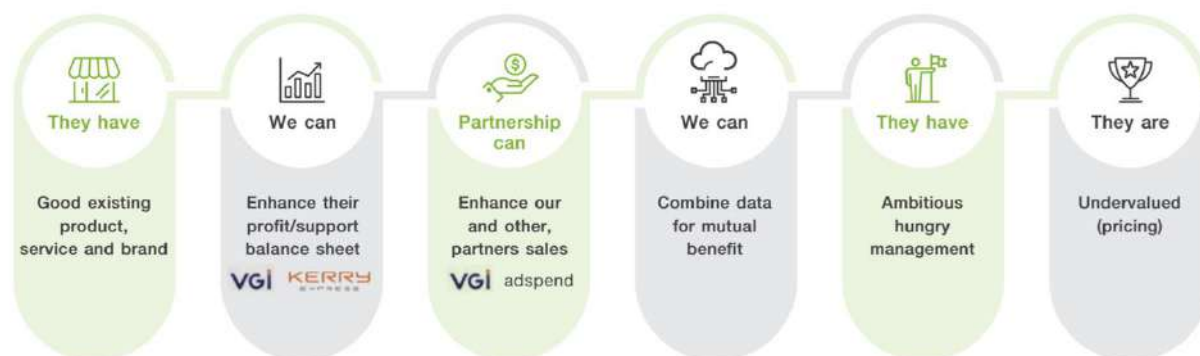 They have
Good existing
product,
service and brand
We can
Enhance their
profit/support
balance sheet
VGI KERRY
EXPRESS
Partnership
can
Enhance our
and other,
partners sales
VGI adspend
We can
Combine data
for mutual
benefit
They have
Ambitious
hungry
management
They are
Undervalued
(pricing)